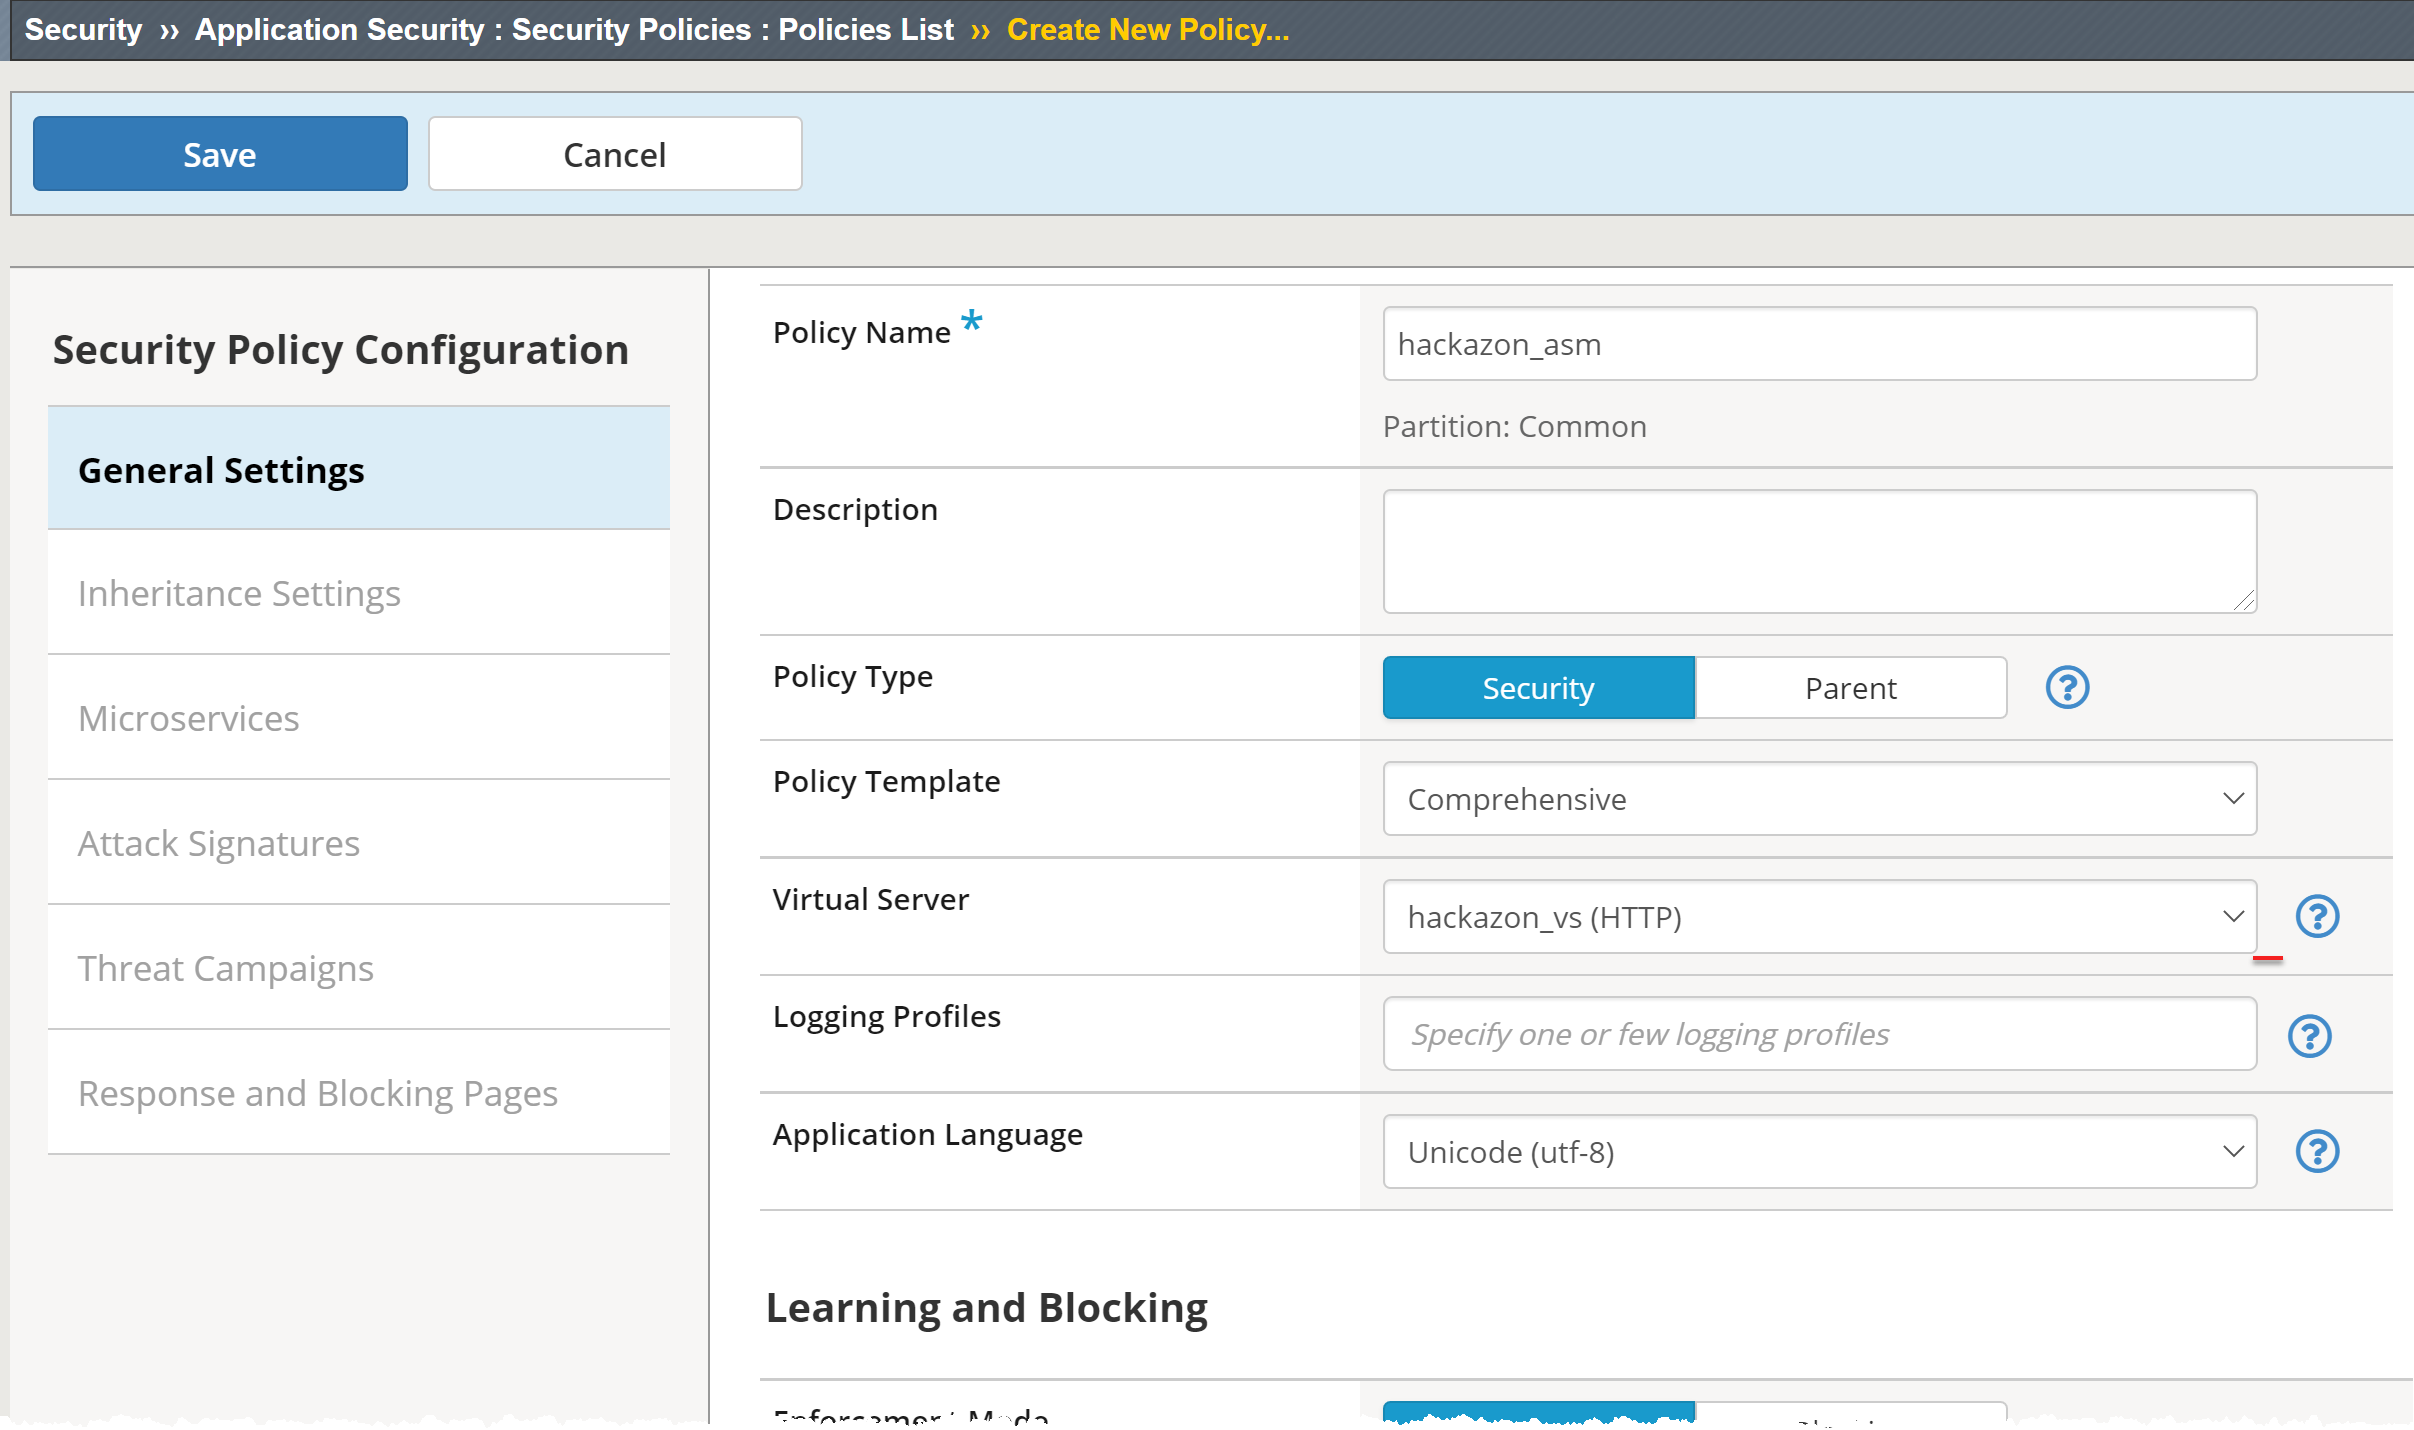 Security ›› Application Security : Security Policies : Policies List ›› Create New Policy...
Save
Cancel
Security Policy Configuration
General Settings
Inheritance Settings
Microservices
Attack Signatures
Threat Campaigns
Response and Blocking Pages
Policy Name *
hackazon_asm
Partition: Common
Description
Policy Type
Security
Parent
?
Policy Template
Comprehensive
Virtual Server
hackazon_vs (HTTP)
?
Logging Profiles
Specify one or few logging profiles
?
Application Language
Unicode (utf-8)
?
Learning and Blocking